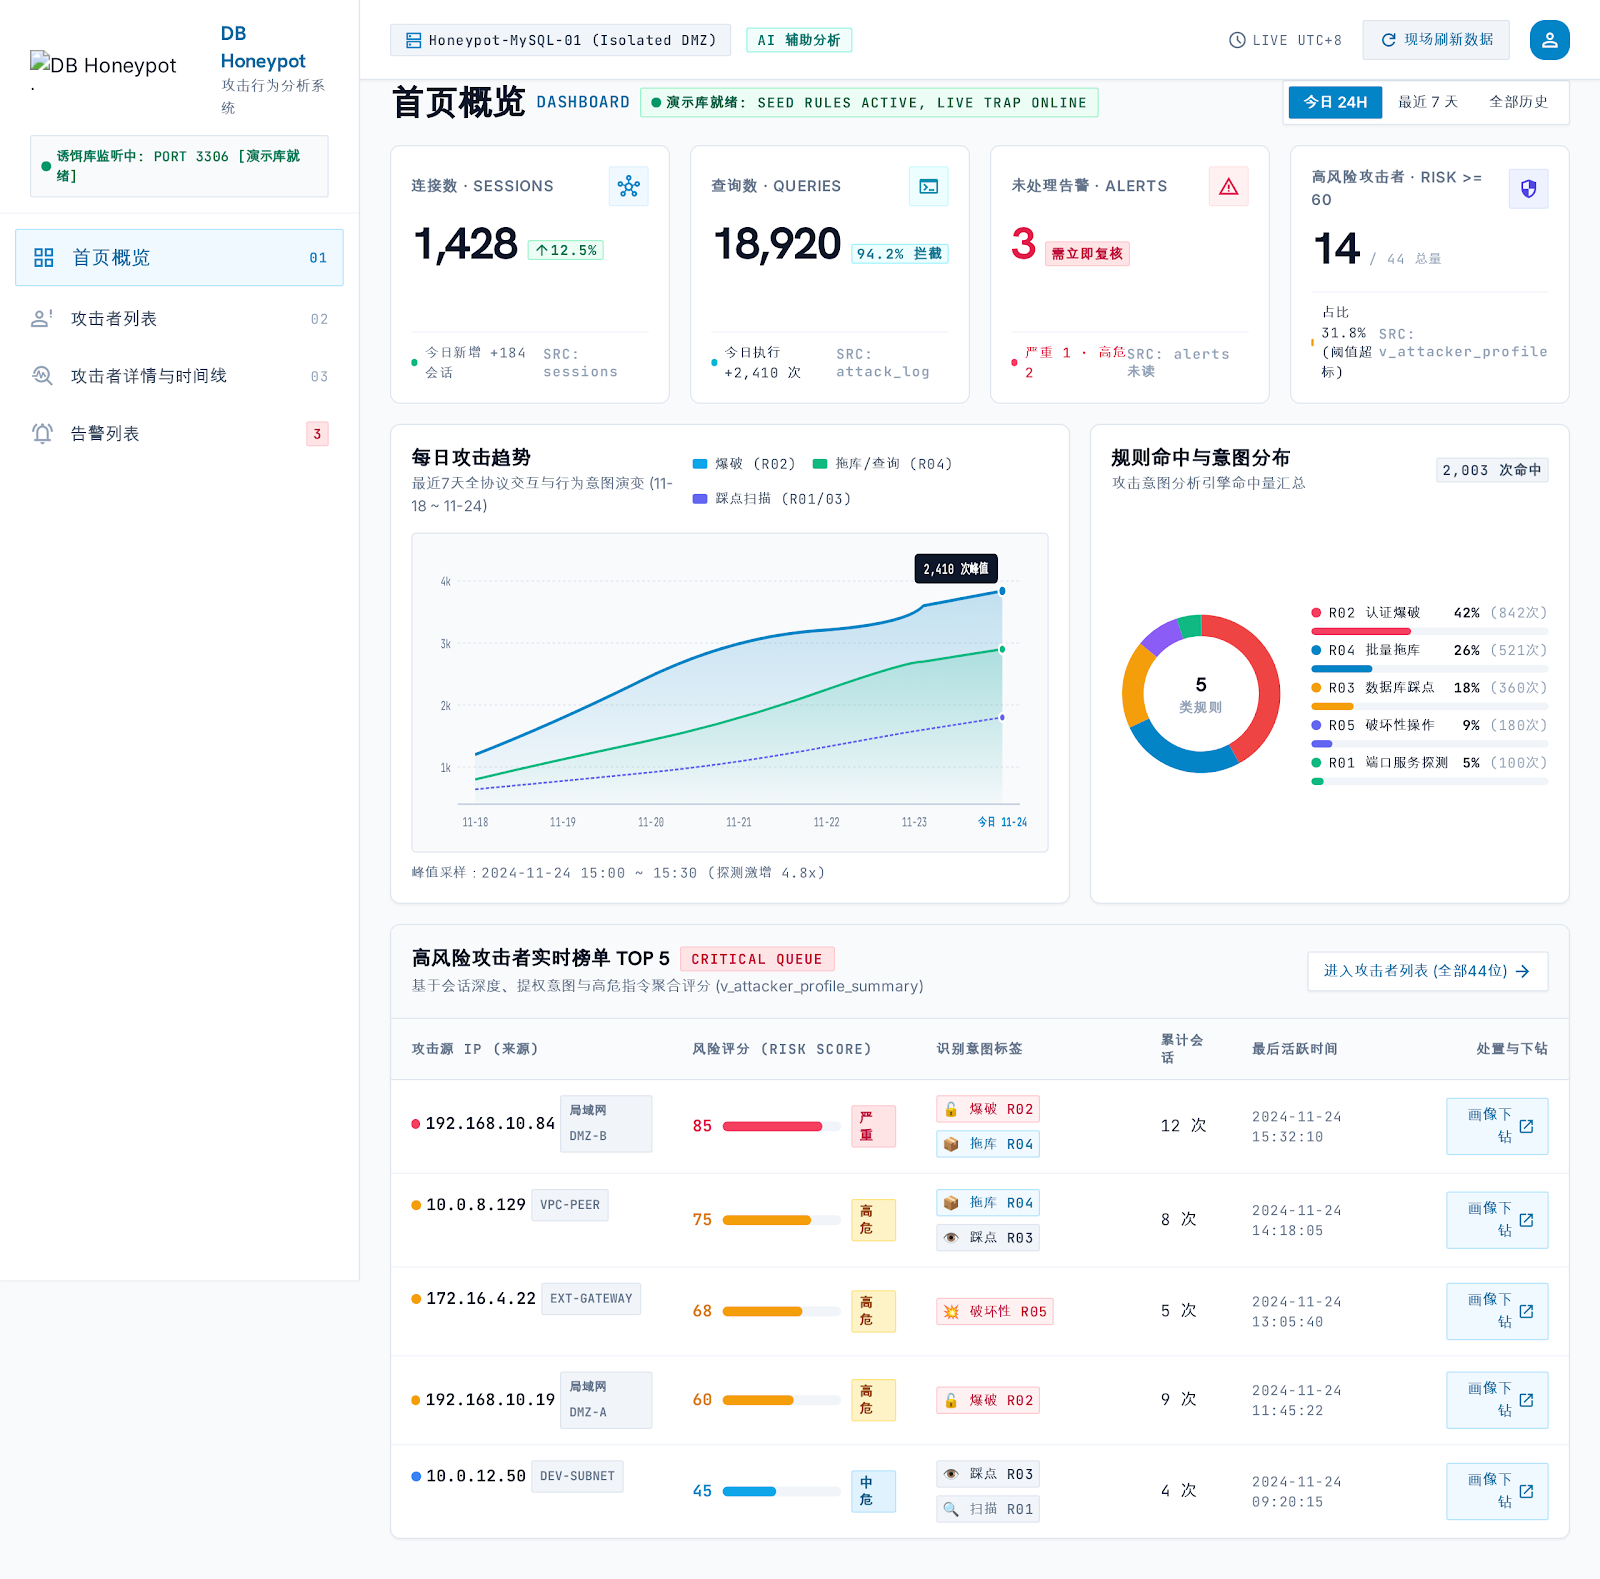 DB Honeypot
DB
Honeypot
攻击行为分析系
统
诱饵库监听中: PORT 3306 [演示库就
绪]
首页概览 01
攻击者列表 02
攻击者详情与时间线 03
告警列表 3
Honeypot-MySQL-01 (Isolated DMZ)
AI 辅助分析
LIVE UTC+8
现场刷新数据
首页概览 DASHBOARD
演示库就绪: SEED RULES ACTIVE, LIVE TRAP ONLINE
今日 24H
最近 7 天
全部历史
连接数 · SESSIONS
1,428
↑12.5%
今日新增 +184
会话
SRC:
sessions
查询数 · QUERIES
18,920
94.2% 拦截
今日执行
+2,410 次
SRC:
attack_log
未处理告警 · ALERTS
3
需立即复核
严重 1 · 高危
2
SRC: alerts
未读
高风险攻击者 · RISK >=
60
14
/ 44 总量
占比
31.8%
(阈值超
标)
SRC:
v_attacker_profile
每日攻击趋势
最近7天全协议交互与行为意图演变 (11-
18 ~ 11-24)
爆破 (R02)
拖库/查询 (R04)
踩点扫描 (R01/03)
2,410 次峰值
4k
3k
2k
1k
11-18
11-19
11-20
11-21
11-22
11-23
今日 11-24
峰值采样：2024-11-24 15:00 ~ 15:30 (探测激增 4.8x)
规则命中与意图分布
攻击意图分析引擎命中量汇总
2,003 次命中
5
类规则
R02 认证爆破 42% (842次)
R04 批量拖库 26% (521次)
R03 数据库踩点 18% (360次)
R05 破坏性操作 9% (180次)
R01 端口服务探测 5% (100次)
高风险攻击者实时榜单 TOP 5
CRITICAL QUEUE
基于会话深度、提权意图与高危指令聚合评分 (v_attacker_profile_summary)
进入攻击者列表 (全部44位) →
攻击源 IP (来源)
风险评分 (RISK SCORE)
识别意图标签
累计会
话
最后活跃时间
处置与下钻
192.168.10.84
局域网
DMZ-B
85
严
重
爆破 R02
拖库 R04
12 次
2024-11-24
15:32:10
画像下
钻
10.0.8.129
VPC-PEER
75
高
危
拖库 R04
踩点 R03
8 次
2024-11-24
14:18:05
画像下
钻
172.16.4.22
EXT-GATEWAY
68
高
危
破坏性 R05
5 次
2024-11-24
13:05:40
画像下
钻
192.168.10.19
局域网
DMZ-A
60
高
危
爆破 R02
9 次
2024-11-24
11:45:22
画像下
钻
10.0.12.50
DEV-SUBNET
45
中
危
踩点 R03
扫描 R01
4 次
2024-11-24
09:20:15
画像下
钻